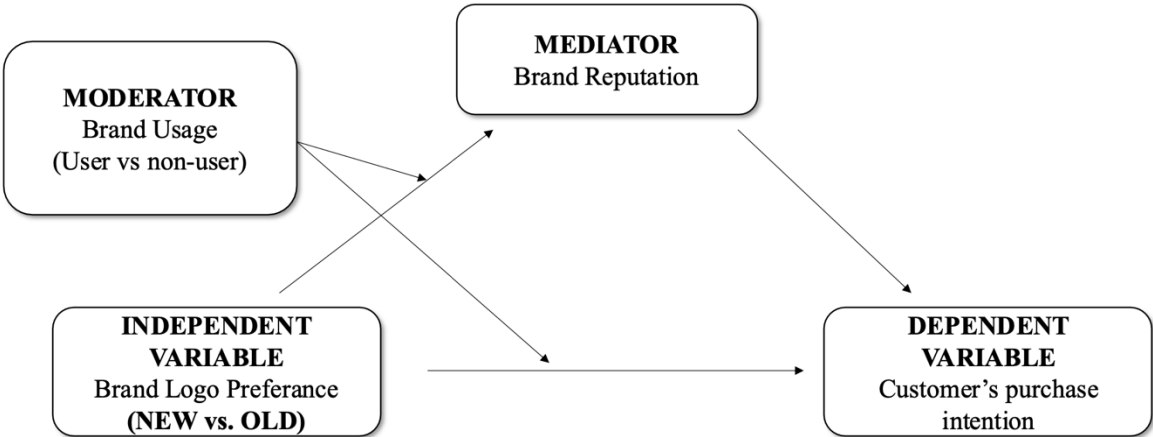 MEDIATOR
Brand Reputation
MODERATOR
Brand Usage
(User vs non-user)
INDEPENDENT
VARIABLE
Brand Logo Preferance
(NEW vs. OLD)
DEPENDENT
VARIABLE
Customer’s purchase
intention